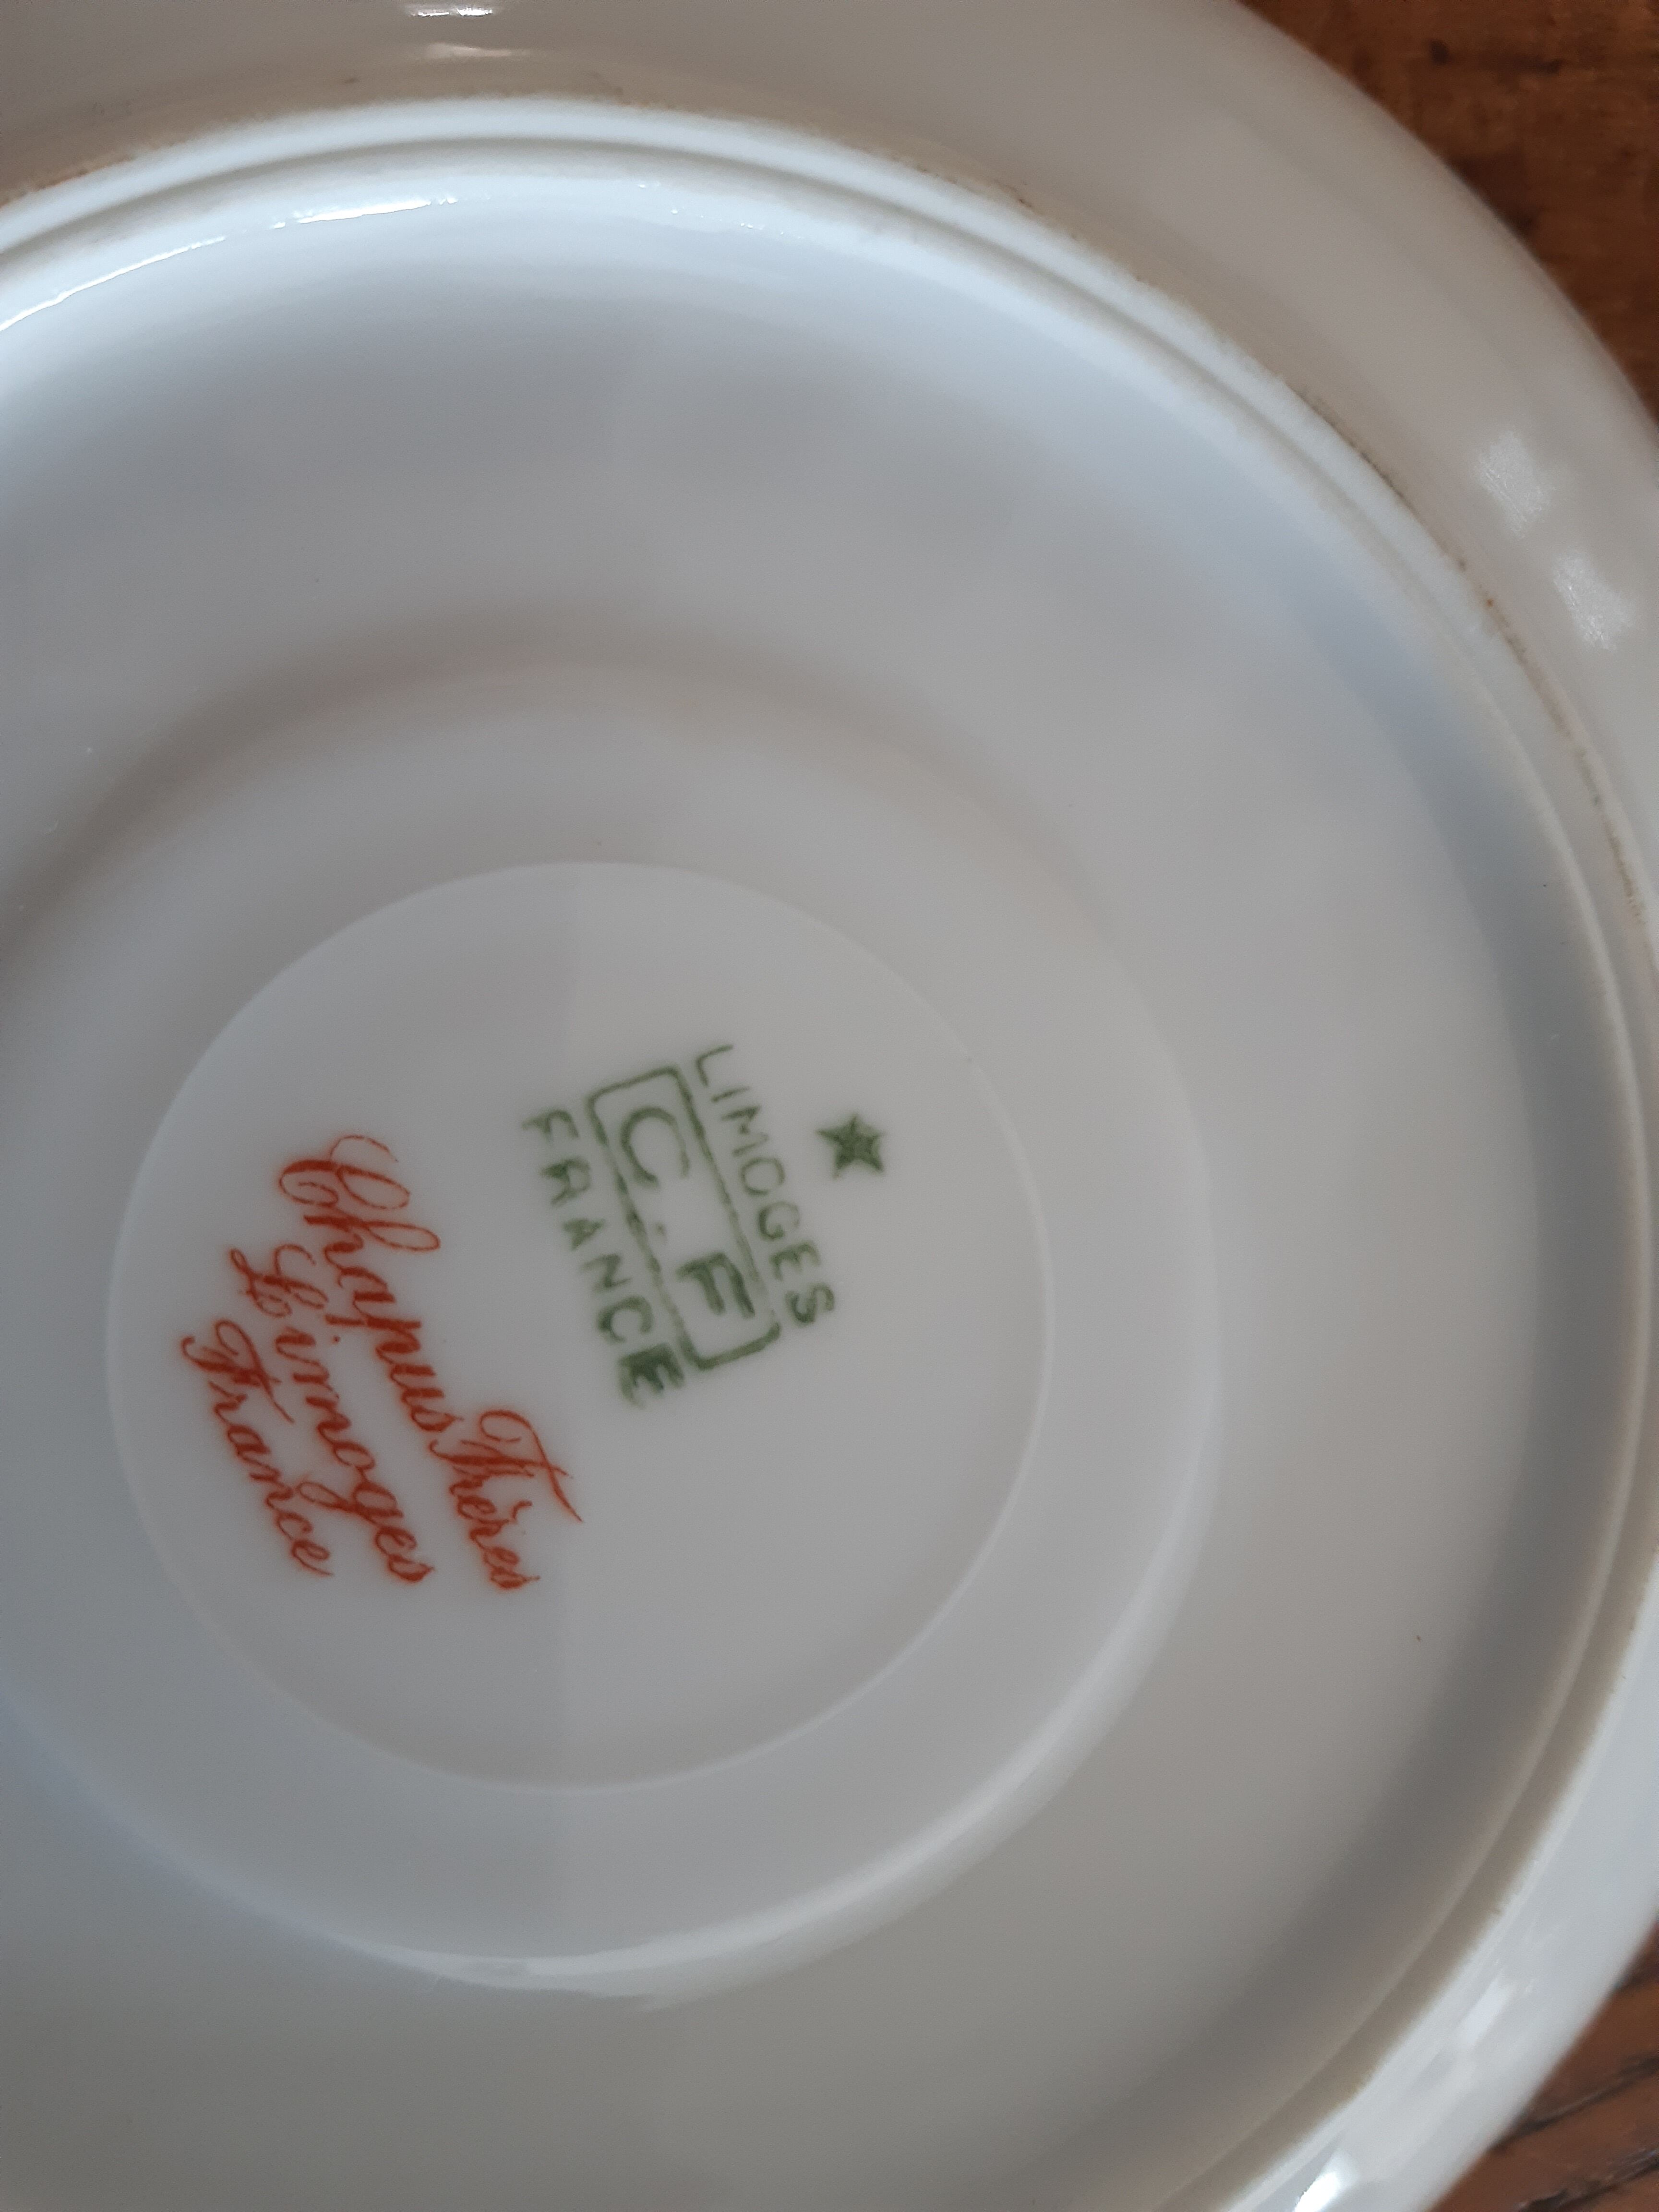 LIMOGES
C.F
FRANCE
Chapus Frères
Limoges
France